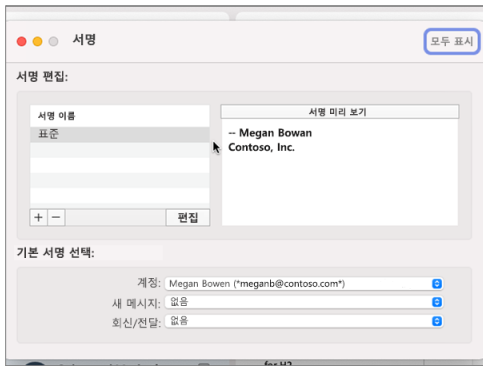 서명
모두 표시
서명 편집:
서명 이름
표준
+ −
편집
서명 미리 보기
-- Megan Bowan
Contoso, Inc.
기본 서명 선택:
계정: Megan Bowen (*meganb@contoso.com*)
새 메시지: 없음
회신/전달: 없음